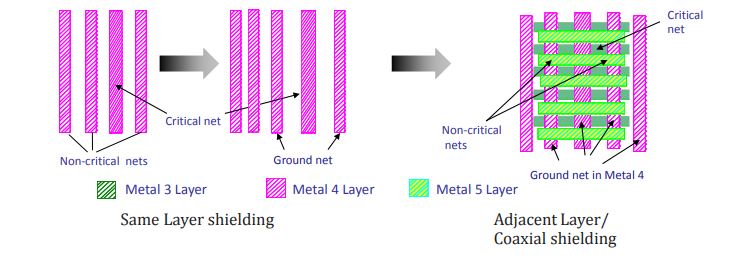 Critical
net
Critical net
Non-critical nets
Ground net
Non-critical
nets
Ground net in Metal 4
Metal 3 Layer
Metal 4 Layer
Metal 5 Layer
Same Layer shielding
Adjacent Layer/
Coaxial shielding